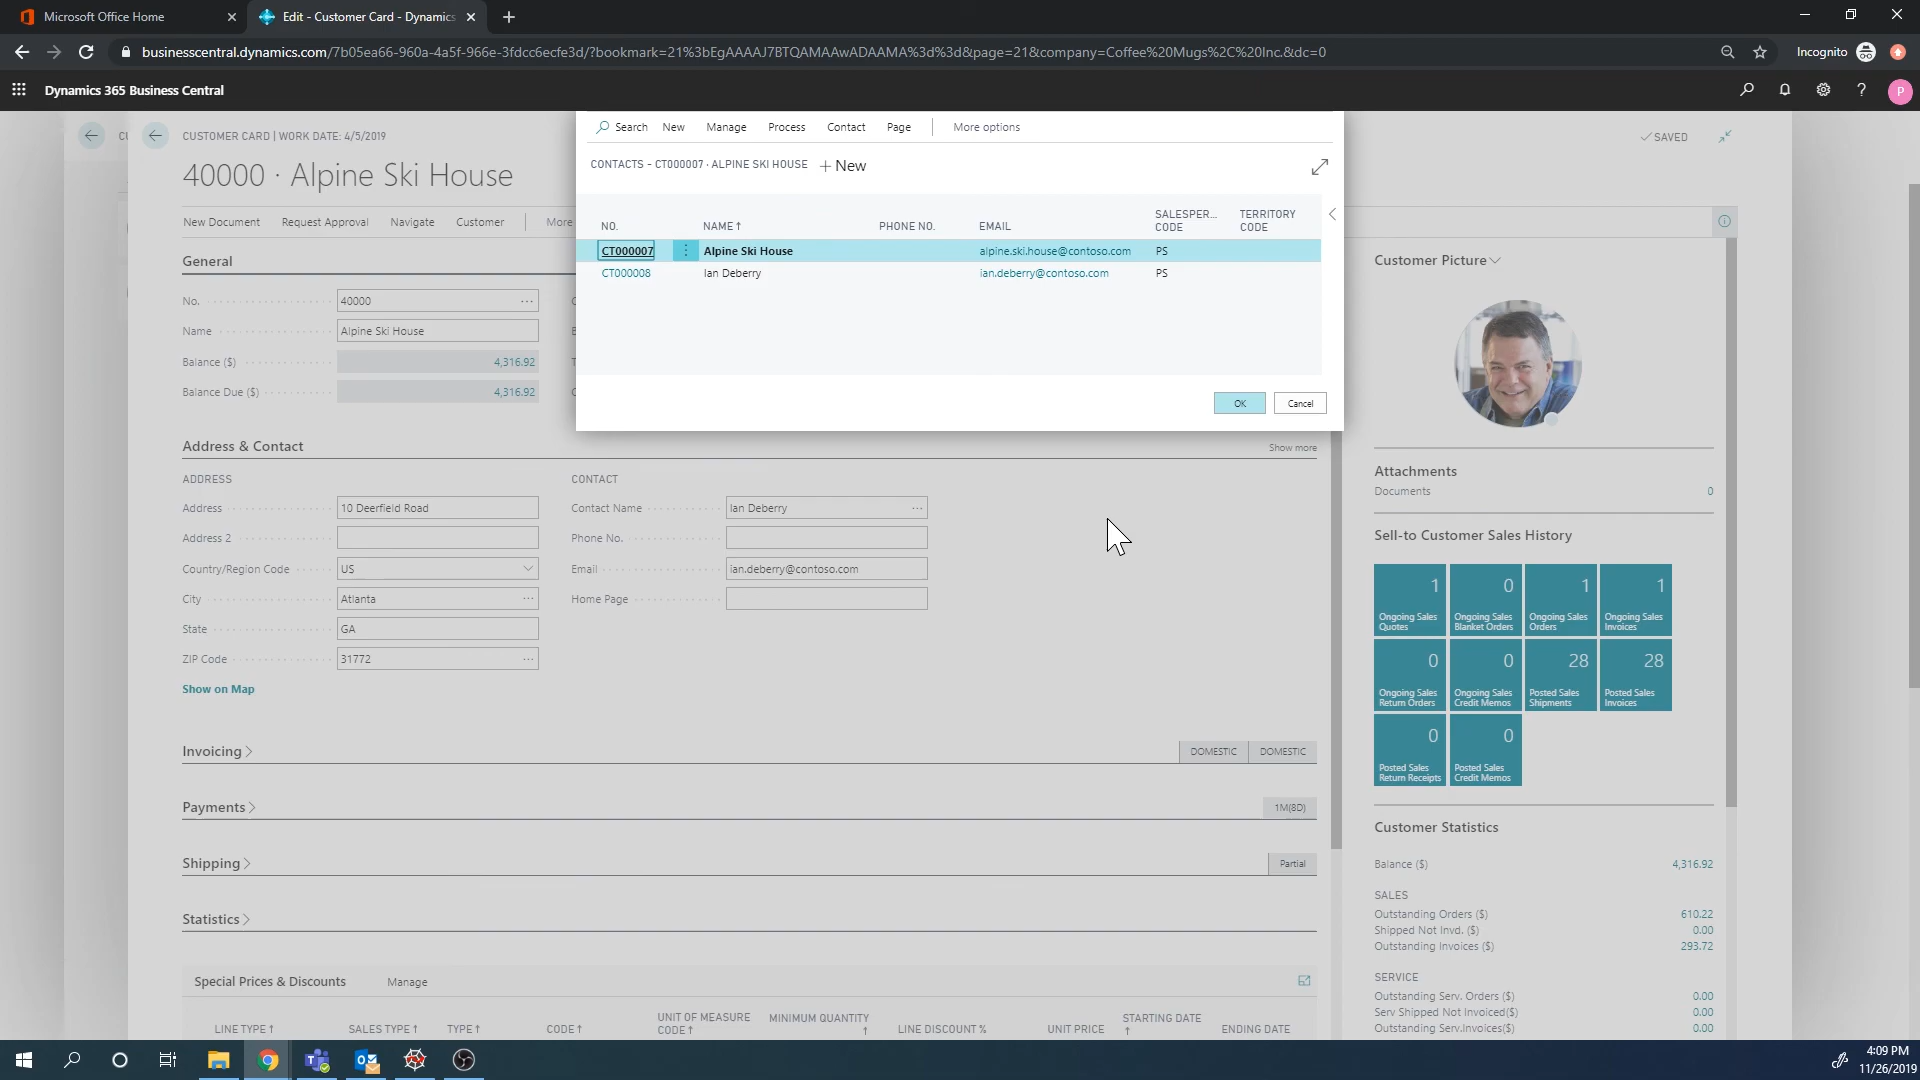 Microsoft Office Home
Edit - Customer Card - Dynamics
businesscentral.dynamics.com/7b05ea66-960a-4a5f-966e-3fdcc6ecfe3d/?bookmark=21%3bEgAAAAJ7BTQAMAAwADAAMA%3d%3d&page=21&company=Coffee%20Mugs%2C%20Inc.&dc=0
Incognito
Dynamics 365 Business Central
P
CUSTOMER CARD | WORK DATE: 4/5/2019
SAVED
40000 · Alpine Ski House
New Document Request Approval Navigate Customer More
Search New Manage Process Contact Page More options
CONTACTS - CT000007 · ALPINE SKI HOUSE + New
NO. NAME↑ PHONE NO. EMAIL SALESPER... CODE TERRITORY CODE
CT000007 Alpine Ski House alpine.ski.house@contoso.com PS
CT000008 Ian Deberry ian.deberry@contoso.com PS
OK Cancel
General
No. 40000
Name Alpine Ski House
Balance ($) 4,316.92
Balance Due ($) 4,316.92
Address & Contact
Show more
ADDRESS
Address 10 Deerfield Road
Address 2
Country/Region Code US
City Atlanta
State GA
ZIP Code 31772
Show on Map
CONTACT
Contact Name Ian Deberry
Phone No.
Email ian.deberry@contoso.com
Home Page
Invoicing DOMESTIC DOMESTIC
Payments 1M(8D)
Shipping Partial
Statistics
Special Prices & Discounts Manage
LINE TYPE↑ SALES TYPE↑ TYPE↑ CODE↑ UNIT OF MEASURE CODE↑ MINIMUM QUANTITY↑ LINE DISCOUNT % UNIT PRICE STARTING DATE↑ ENDING DATE
Customer Picture
Attachments
Documents 0
Sell-to Customer Sales History
1 Ongoing Sales Quotes
0 Ongoing Sales Blanket Orders
1 Ongoing Sales Orders
1 Ongoing Sales Invoices
0 Ongoing Sales Return Orders
0 Ongoing Sales Credit Memos
28 Posted Sales Shipments
28 Posted Sales Invoices
0 Posted Sales Return Receipts
0 Posted Sales Credit Memos
Customer Statistics
Balance ($) 4,316.92
SALES
Outstanding Orders ($) 610.22
Shipped Not Invd. ($) 0.00
Outstanding Invoices ($) 293.72
SERVICE
Outstanding Serv. Orders ($) 0.00
Serv Shipped Not Invoiced($) 0.00
Outstanding Serv.Invoices($) 0.00
4:09 PM
11/26/2019